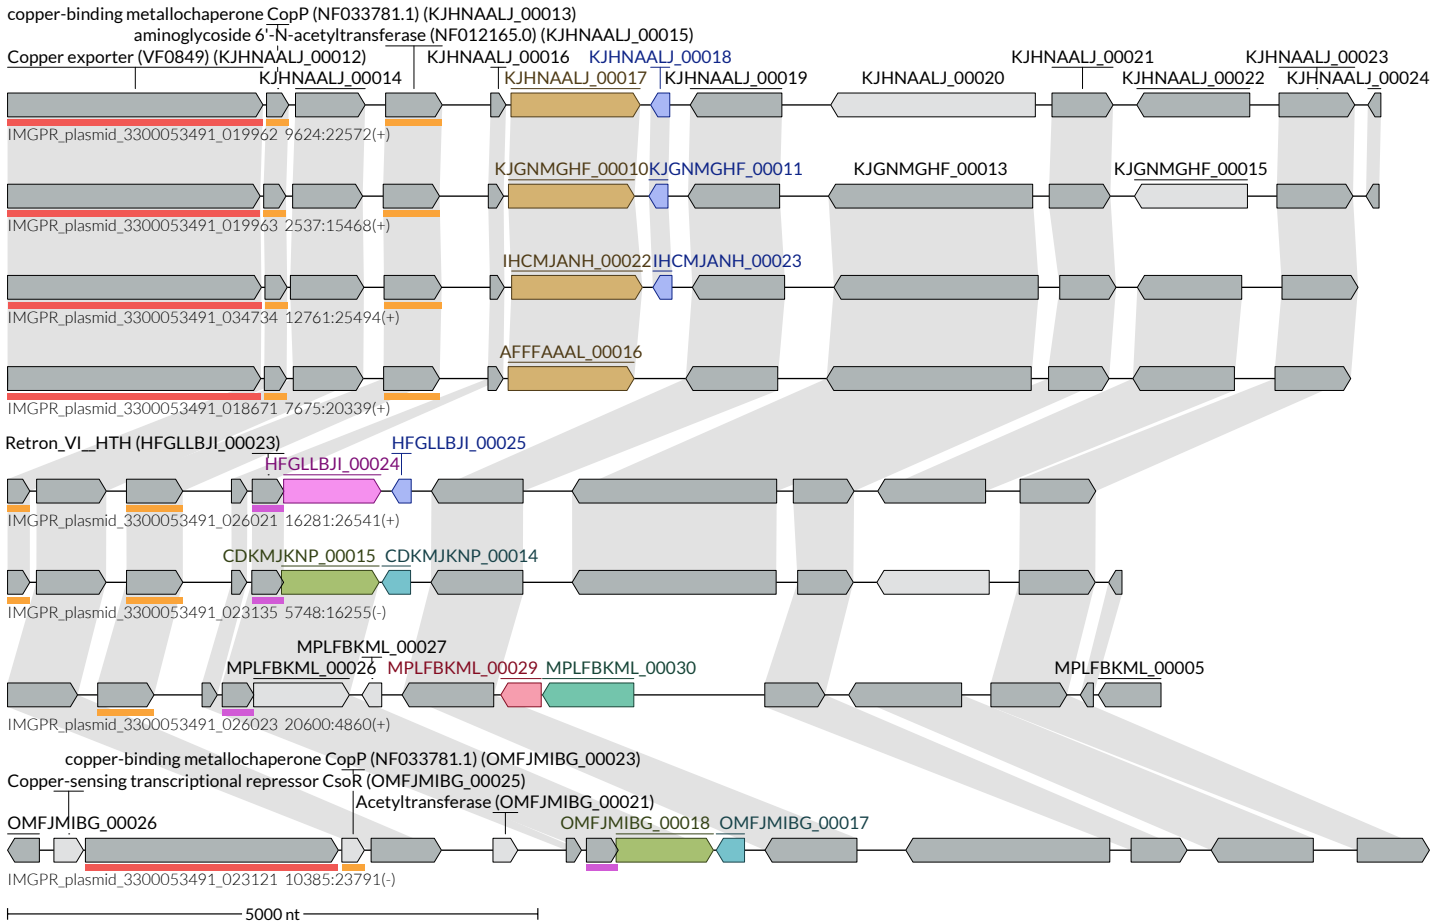 copper-binding metallochaperone CopP (NF033781.1) (KJHNAALJ_00013)
aminoglycoside 6'-N-acetyltransferase (NF012165.0) (KJHNAALJ_00015)
Copper exporter (VF0849) (KJHNAALJ_00012) KJHNAALJ_00016 KJHNAALJ_00018 KJHNAALJ_00021 KJHNAALJ_00023
KJHNAALJ_00014 KJHNAALJ_00017 KJHNAALJ_00019 KJHNAALJ_00020 KJHNAALJ_00022 KJHNAALJ_00024
IMGPR_plasmid_3300053491_019962 9624:22572(+)
KJGNMGHF_00010 KJGNMGHF_00011 KJGNMGHF_00013 KJGNMGHF_00015
IMGPR_plasmid_3300053491_019963 2537:15468(+)
IHCMJANH_00022 IHCMJANH_00023
IMGPR_plasmid_3300053491_034734 12761:25494(+)
AFFFAAAL_00016
IMGPR_plasmid_3300053491_018671 7675:20339(+)
Retron_VI__HTH (HFGLLBJI_00023) HFGLLBJI_00025
HFGLLBJI_00024
IMGPR_plasmid_3300053491_026021 16281:26541(+)
CDKMJKNP_00015 CDKMJKNP_00014
IMGPR_plasmid_3300053491_023135 5748:16255(-)
MPLFBKML_00027
MPLFBKML_00026 MPLFBKML_00029 MPLFBKML_00030 MPLFBKML_00005
IMGPR_plasmid_3300053491_026023 20600:4860(+)
copper-binding metallochaperone CopP (NF033781.1) (OMFJMIBG_00023)
Copper-sensing transcriptional repressor CsoR (OMFJMIBG_00025)
Acetyltransferase (OMFJMIBG_00021)
OMFJMIBG_00026 OMFJMIBG_00018 OMFJMIBG_00017
IMGPR_plasmid_3300053491_023121 10385:23791(-)
5000 nt